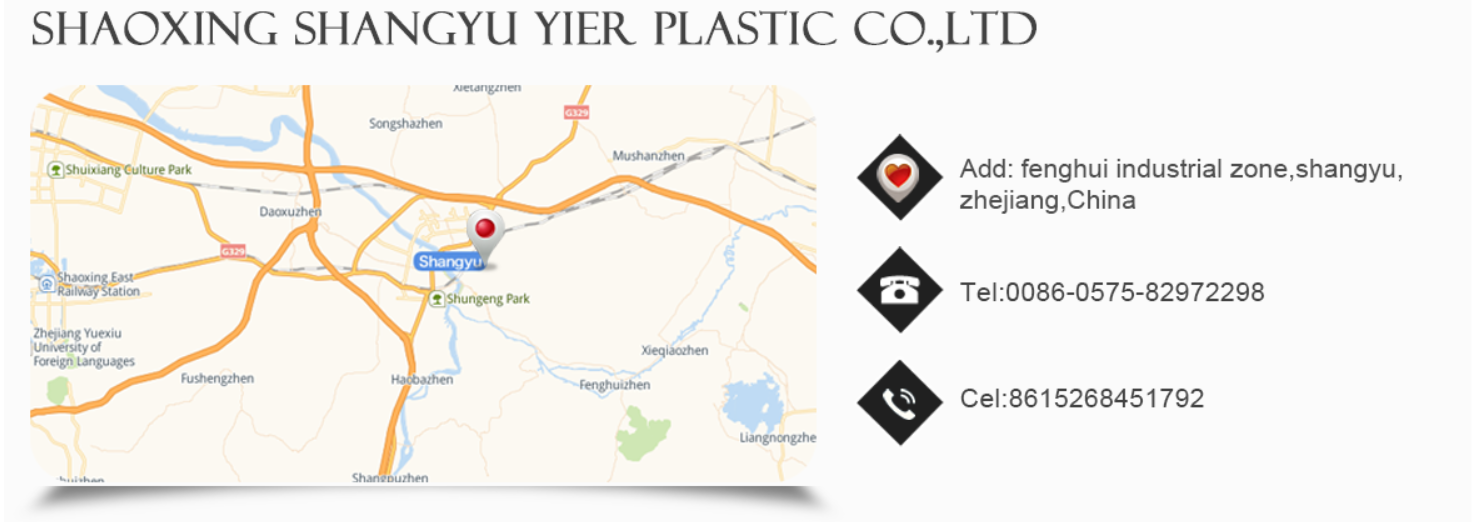 SHAOXING SHANGYU YIER PLASTIC CO.,LTD
Xietangzhen
G329
Songshazhen
Mushanzhen
Shuixiang Culture Park
Daoxuzhen
G329
Shangyu
Shaoxing East
Railway Station
Shungeng Park
Zhejiang Yuexiu
University of
Foreign Languages
Xieqiaozhen
Fushengzhen
Haobazhen
Fenghuizhen
Liangnongzhe
Shangpuzhen
Add: fenghui industrial zone,shangyu,
zhejiang,China
Tel:0086-0575-82972298
Cel:8615268451792